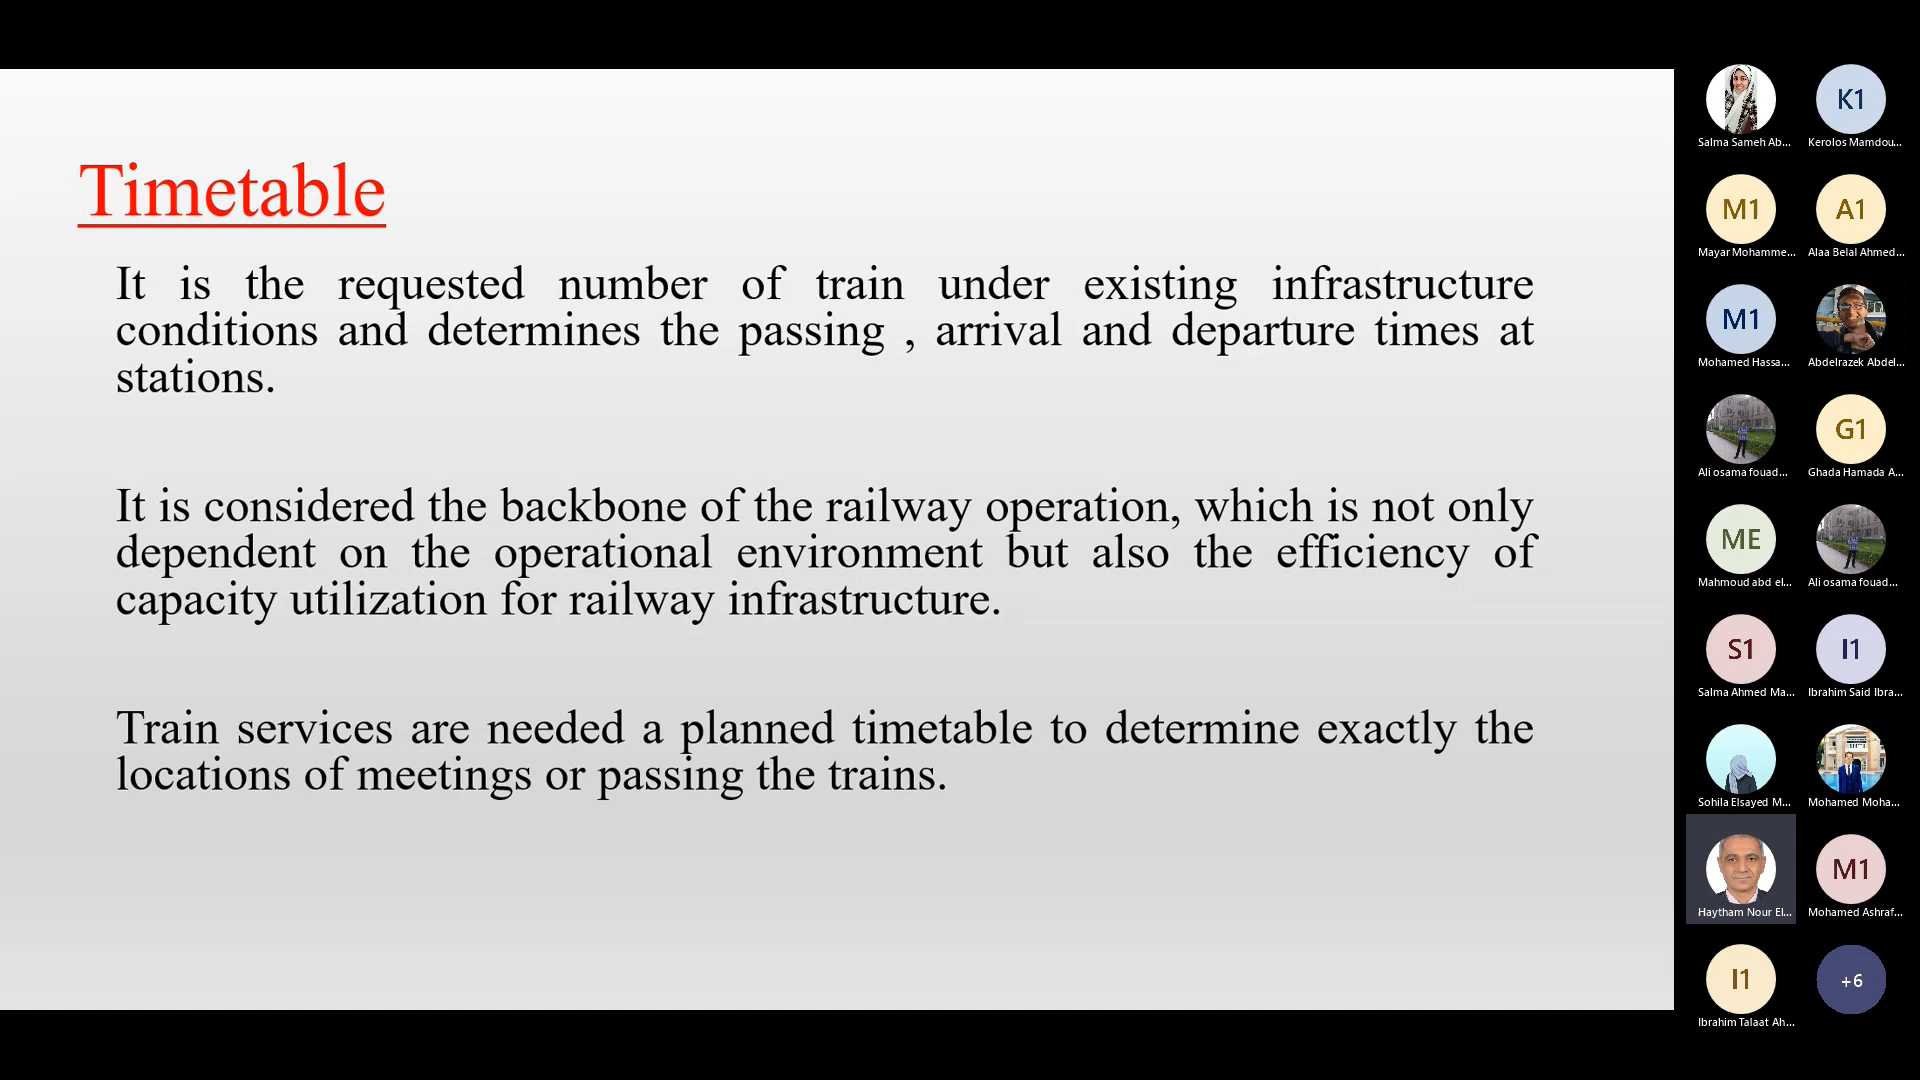 Timetable
It is the requested number of train under existing infrastructure
conditions and determines the passing , arrival and departure times at
stations.
It is considered the backbone of the railway operation, which is not only
dependent on the operational environment but also the efficiency of
capacity utilization for railway infrastructure.
Train services are needed a planned timetable to determine exactly the
locations of meetings or passing the trains.
K1
Salma Sameh Ab...
Kerolos Mamdou...
M1
A1
Mayar Mohamme...
Alaa Belal Ahmed...
M1
Mohamed Hassa...
Abdelrazek Abdel...
G1
Ali osama fouad...
Ghada Hamada A...
ME
Mahmoud abd el...
Ali osama fouad...
S1
I1
Salma Ahmed Ma...
Ibrahim Said Ibra...
Sohila Elsayed M...
Mohamed Moha...
M1
Haytham Nour El...
Mohamed Ashraf...
I1
+6
Ibrahim Talaat Ah...